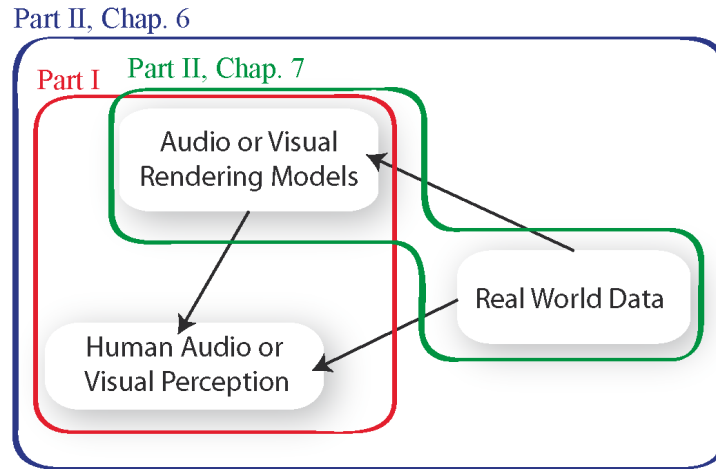 Part II, Chap. 6
Part I
Part II, Chap. 7
Audio or Visual
Rendering Models
Real World Data
Human Audio or
Visual Perception